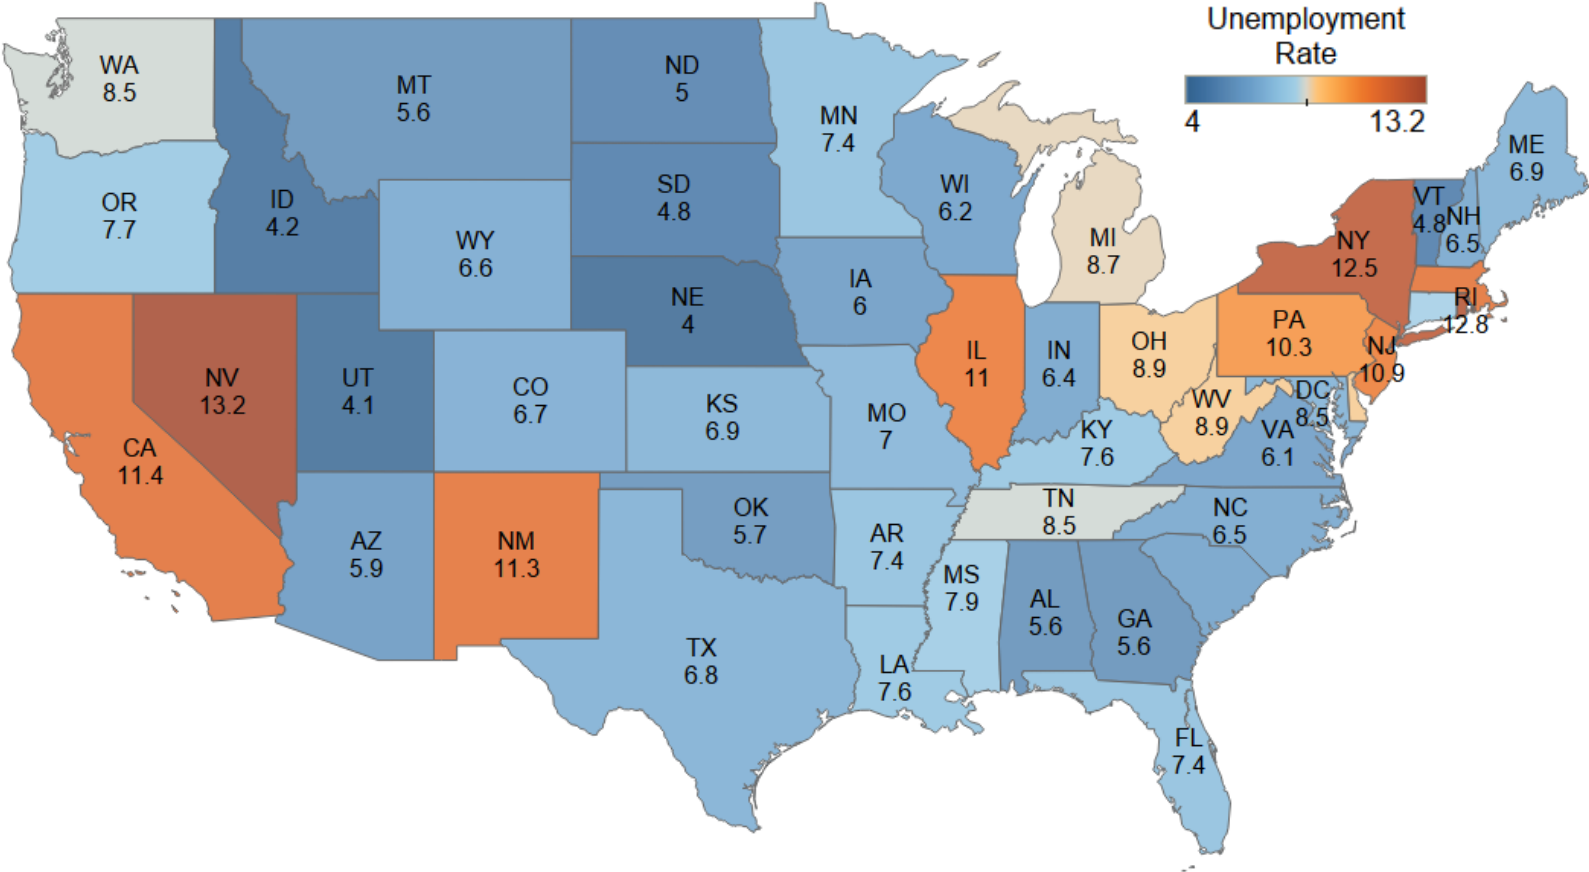 Unemployment
Rate
4
13.2
WA
8.5
MT
5.6
ND
5
MN
7.4
ME
6.9
OR
7.7
ID
4.2
SD
4.8
WI
6.2
VT
4.8
NH
6.5
WY
6.6
MI
8.7
NY
12.5
IA
6
NE
4
RI
12.8
NV
13.2
UT
4.1
CO
6.7
IL
11
IN
6.4
OH
8.9
PA
10.3
NJ
10.9
CA
11.4
KS
6.9
MO
7
KY
7.6
WV
8.9
DC
8.5
VA
6.1
AZ
5.9
NM
11.3
OK
5.7
AR
7.4
TN
8.5
NC
6.5
MS
7.9
AL
5.6
GA
5.6
TX
6.8
LA
7.6
FL
7.4